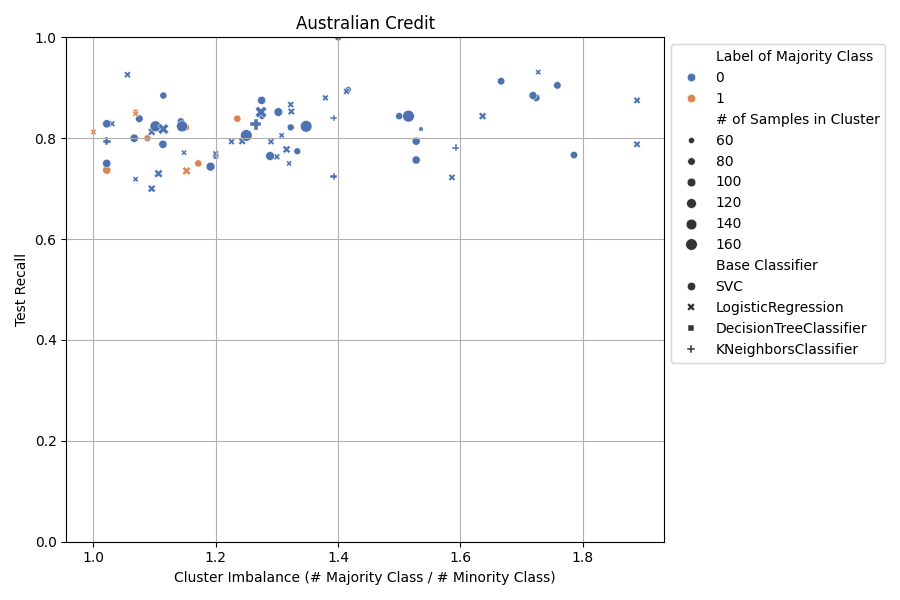 Australian Credit
1.0
0.8
0.6
0.4
0.2
0.0
Test Recall
1.0
1.2
1.4
1.6
1.8
Cluster Imbalance (# Majority Class / # Minority Class)
Label of Majority Class
0
1
# of Samples in Cluster
60
80
100
120
140
160
Base Classifier
SVC
LogisticRegression
DecisionTreeClassifier
KNeighborsClassifier